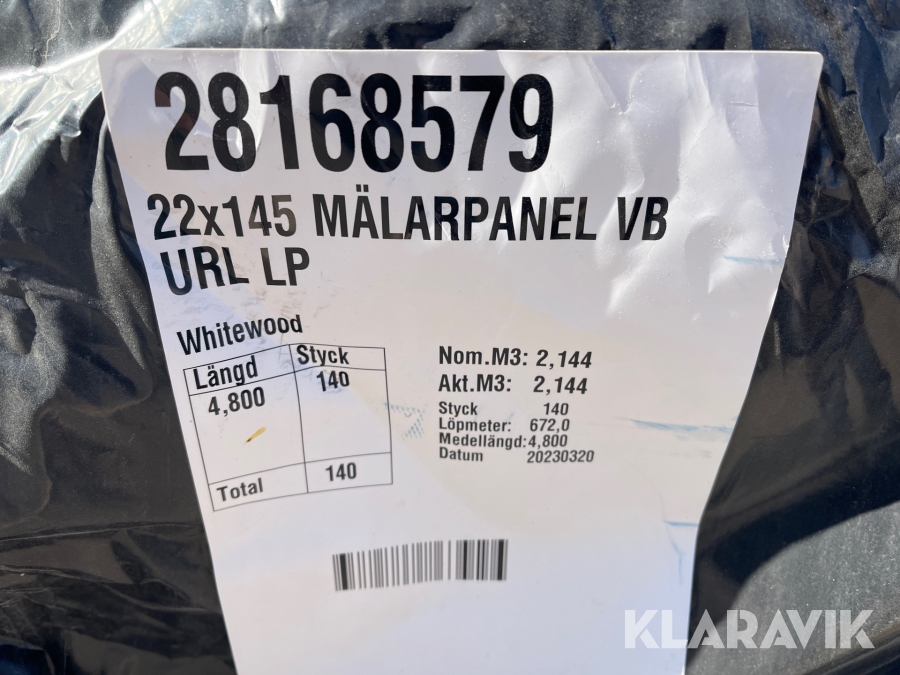 28168579
22x145 MÄLARPANEL VB
URL LP
Whitewood
Längd Styck
4,800 140
Total 140
Nom.M3: 2,144
Akt.M3: 2,144
Styck 140
Löpmeter: 672,0
Medellängd:4,800
Datum 20230320
KLARAVIK